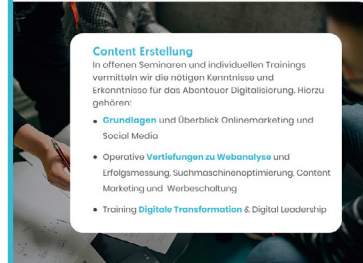 Content Erstellung
In offenen Seminaren und individuellen Trainings
vermitteln wir die nötigen Kenntnisse und
Erkenntnisse für das Abenteuer Digitalisierung. Hierzu
gehören:
• Grundlagen und Überblick Onlinemarketing und
Social Media
• Operative Vertiefungen zu Webanalyse und
Erfolgsmessung, Suchmaschinenoptimierung, Content
Marketing und Werbeschaltung
• Training Digitale Transformation & Digital Leadership